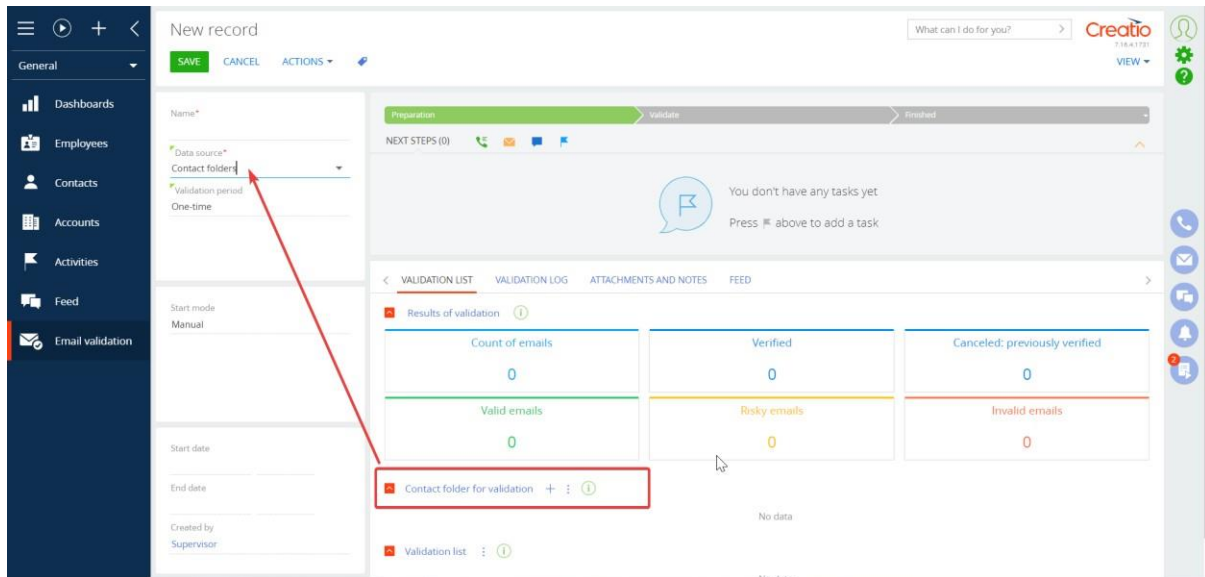 New record
What can I do for you?
Creatio
7.18.4.1731
General
SAVE CANCEL ACTIONS
VIEW
Dashboards
Employees
Contacts
Accounts
Activities
Feed
Email validation
Name*
Data source*
Contact folders
Validation period
One-time
Start mode
Manual
Start date
End date
Created by
Supervisor
Preparation Validate Finished
NEXT STEPS (0)
You don't have any tasks yet
Press above to add a task
VALIDATION LIST VALIDATION LOG ATTACHMENTS AND NOTES FEED
Results of validation
Count of emails Verified Canceled: previously verified
0 0 0
Valid emails Risky emails Invalid emails
0 0 0
Contact folder for validation
No data
Validation list
2